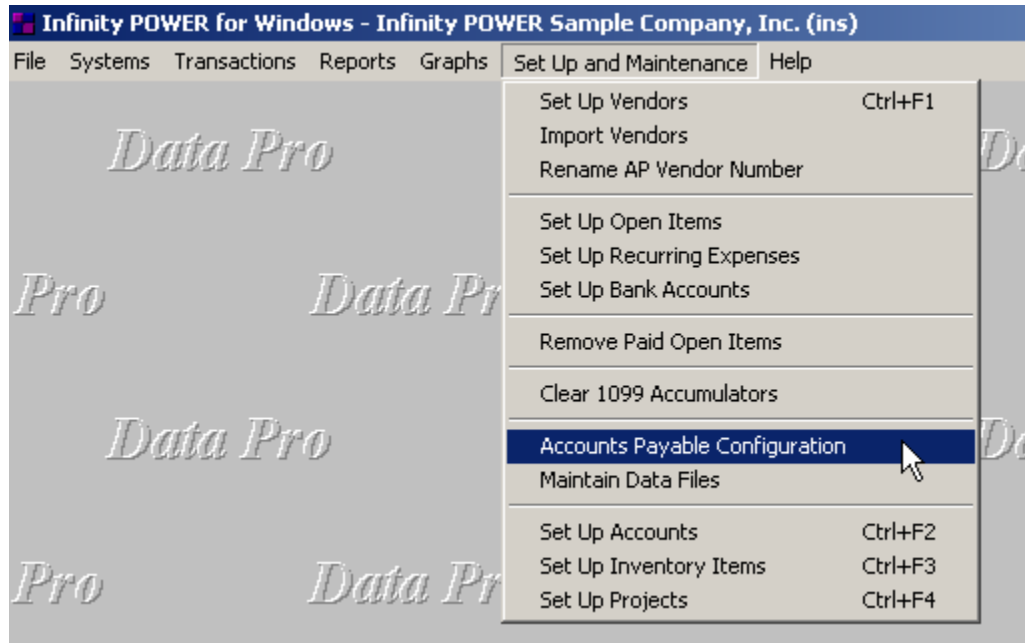 Infinity POWER for Windows - Infinity POWER Sample Company, Inc. (ins)
File Systems Transactions Reports Graphs Set Up and Maintenance Help
Set Up Vendors Ctrl+F1
Import Vendors
Rename AP Vendor Number
Set Up Open Items
Set Up Recurring Expenses
Set Up Bank Accounts
Remove Paid Open Items
Clear 1099 Accumulators
Accounts Payable Configuration
Maintain Data Files
Set Up Accounts Ctrl+F2
Set Up Inventory Items Ctrl+F3
Set Up Projects Ctrl+F4
Data Pro
Pro Data Pr
Data Pro
Pro Data Pr